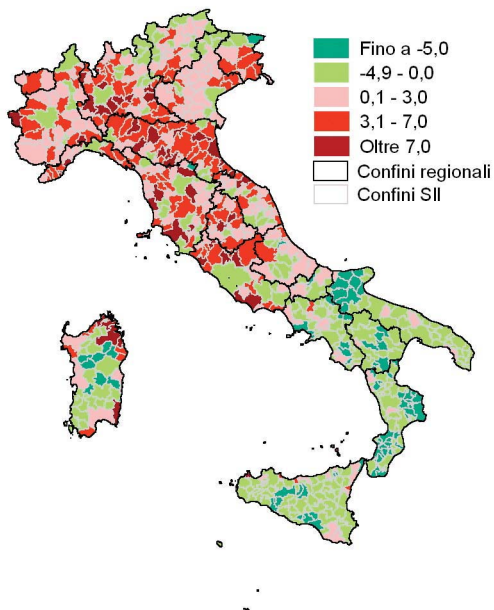 Fino a -5,0
-4,9 - 0,0
0,1 - 3,0
3,1 - 7,0
Oltre 7,0
Confini regionali
Confini Sll